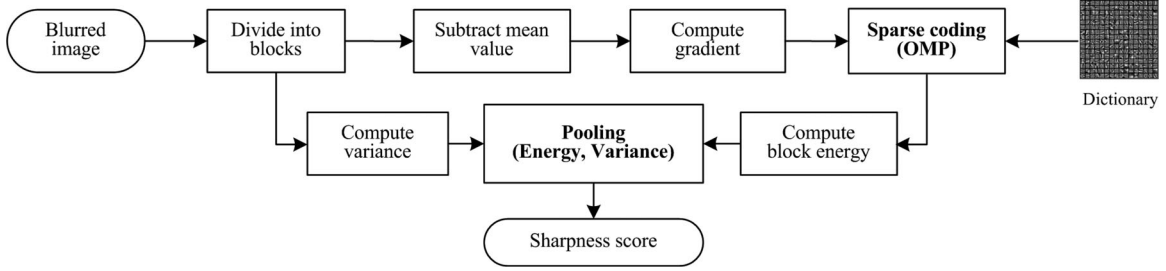 Blurred
image
Divide into
blocks
Subtract mean
value
Compute
gradient
Sparse coding
(OMP)
Dictionary
Compute
variance
Pooling
(Energy, Variance)
Compute
block energy
Sharpness score